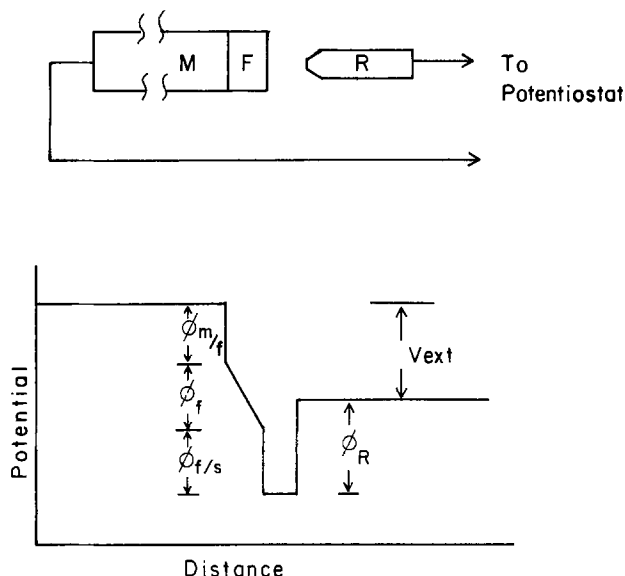 M F R To
Potentiostat
Øm/f
Øf
Øf/s
Vext
ØR
Potential
Distance